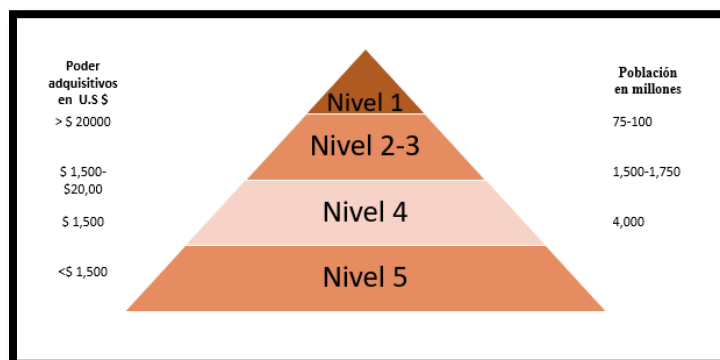 Poder
adquisitivos
en U.S $
> $ 20000
$ 1,500-
$20,00
$ 1,500
<$ 1,500
Nivel 1
Nivel 2-3
Nivel 4
Nivel 5
Población
en millones
75-100
1,500-1,750
4,000